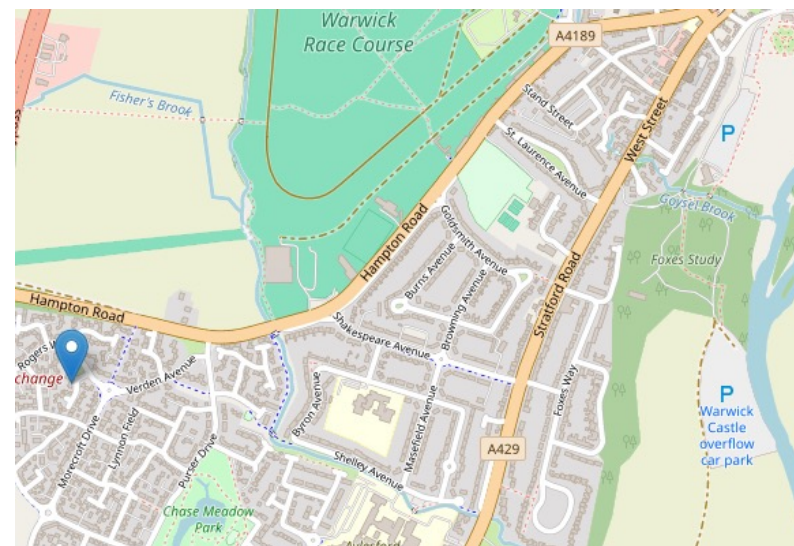 Warwick
Race Course
A4189
Fisher's Brook
Stand Street
West Street
P
St. Laurence Avenue
Goysel Brook
Goldsmith Avenue
Hampton Road
Burns Avenue
Foxes Study
Browning Avenue
Stratford Road
Hampton Road
Shakespeare Avenue
Rogers W
change
Verden Avenue
Byron Avenue
Masefield Avenue
Foxes Way
P
Warwick
Castle
overflow
car park
Morecroft Drive
Lynnon Field
Purser Drive
A429
Shelley Avenue
Chase Meadow
Park
Aylesford